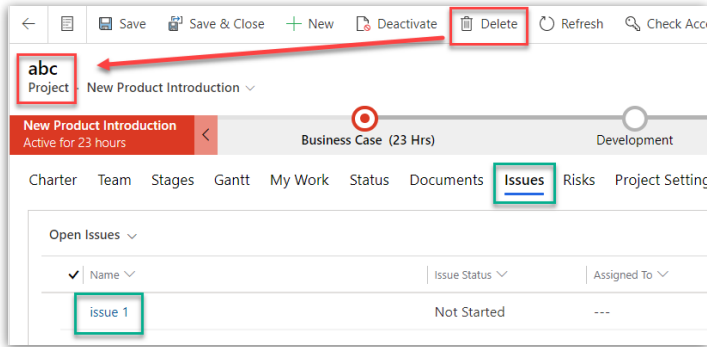 Save Save & Close New Deactivate Delete Refresh Check Acc
abc
Project · New Product Introduction
New Product Introduction
Active for 23 hours
Business Case (23 Hrs) Development
Charter Team Stages Gantt My Work Status Documents Issues Risks Project Setting
Open Issues
Name Issue Status Assigned To
issue 1 Not Started ---